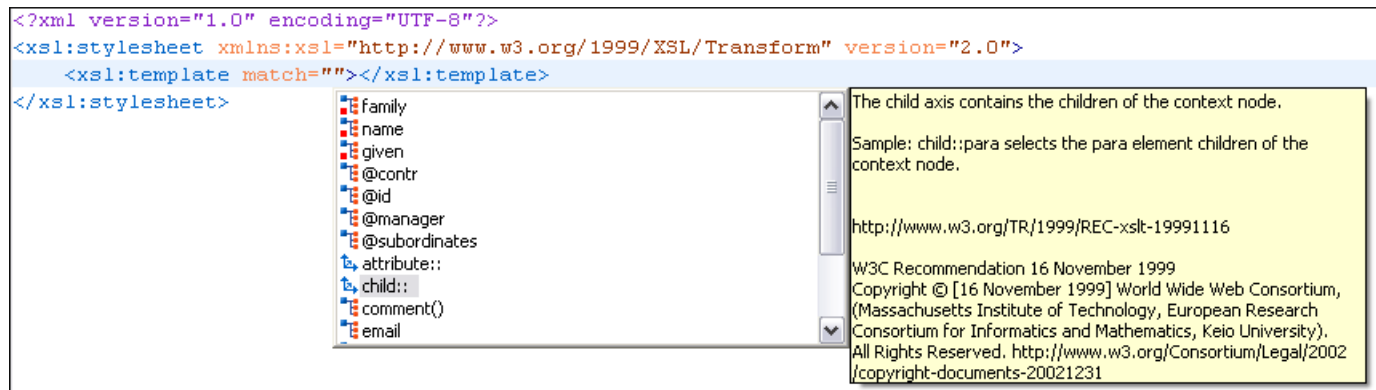 <?xml version="1.0" encoding="UTF-8"?>
<xsl:stylesheet xmlns:xsl="http://www.w3.org/1999/XSL/Transform" version="2.0">
<xsl:template match=""></xsl:template>
</xsl:stylesheet>
family
name
given
@contr
@id
@manager
@subordinates
attribute::
child::
comment()
email
The child axis contains the children of the context node.
Sample: child::para selects the para element children of the
context node.
http://www.w3.org/TR/1999/REC-xslt-19991116
W3C Recommendation 16 November 1999
Copyright © [16 November 1999] World Wide Web Consortium,
(Massachusetts Institute of Technology, European Research
Consortium for Informatics and Mathematics, Keio University).
All Rights Reserved. http://www.w3.org/Consortium/Legal/2002
/copyright-documents-20021231